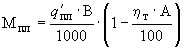 Mпл = q′пл · B / 1000 · (1 − ηт · A / 100)